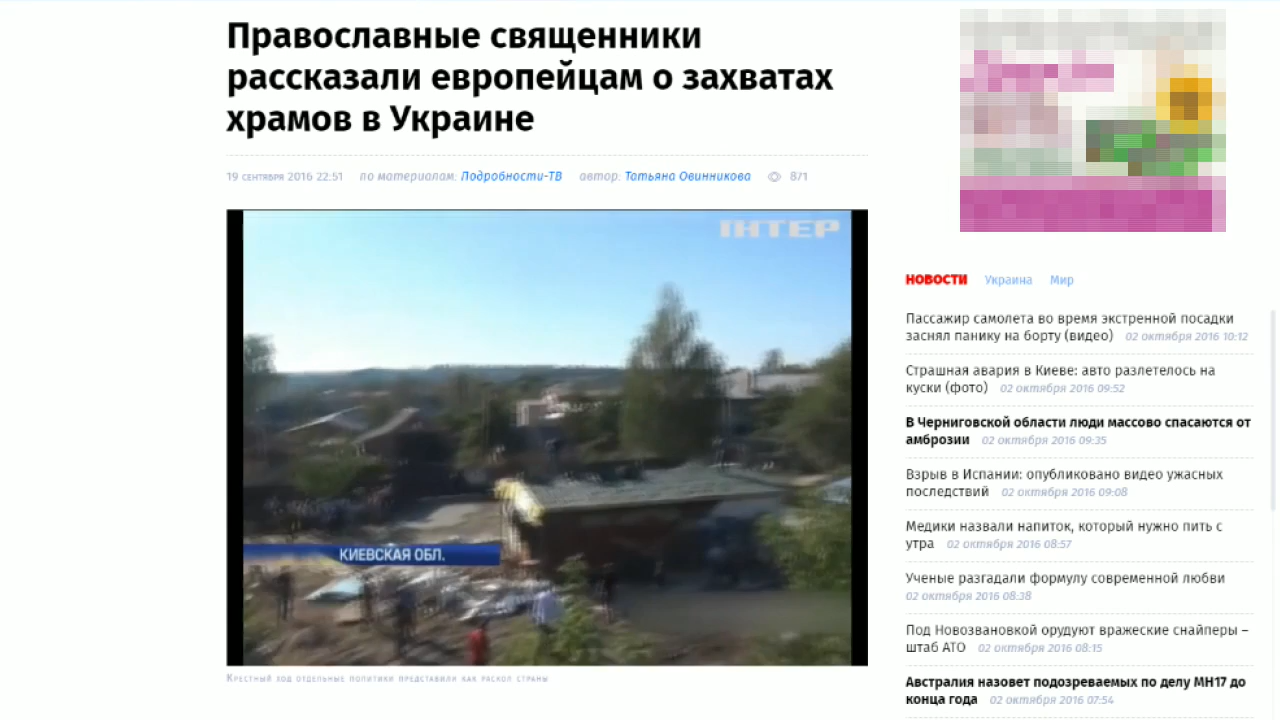 Православные священники
рассказали европейцам о захватах
храмов в Украине
19 сентября 2016 22:51 по материалам: Подробности-ТВ автор: Татьяна Овинникова 871
ІНТЕР
КИЕВСКАЯ ОБЛ.
Крестный ход отдельные политики представили как раскол страны
НОВОСТИ Украина Мир
Пассажир самолета во время экстренной посадки
заснял панику на борту (видео) 02 октября 2016 10:12
Страшная авария в Киеве: авто разлетелось на
куски (фото) 02 октября 2016 09:52
В Черниговской области люди массово спасаются от
амброзии 02 октября 2016 09:35
Взрыв в Испании: опубликовано видео ужасных
последствий 02 октября 2016 09:08
Медики назвали напиток, который нужно пить с
утра 02 октября 2016 08:57
Ученые разгадали формулу современной любви
02 октября 2016 08:38
Под Новозвановкой орудуют вражеские снайперы –
штаб АТО 02 октября 2016 08:15
Австралия назовет подозреваемых по делу МН17 до
конца года 02 октября 2016 07:54